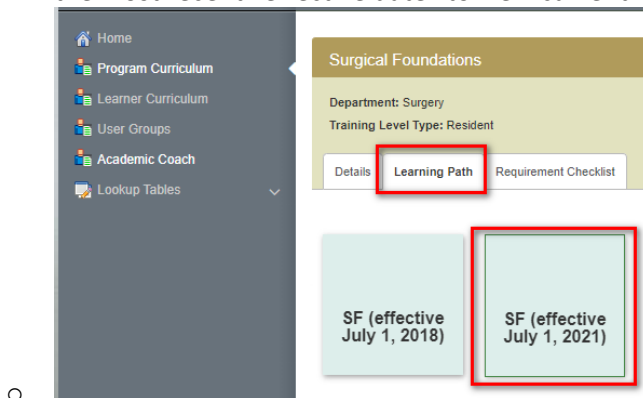 Home
Program Curriculum
Learner Curriculum
User Groups
Academic Coach
Lookup Tables
Surgical Foundations
Department: Surgery
Training Level Type: Resident
Details
Learning Path
Requirement Checklist
SF (effective
July 1, 2018)
SF (effective
July 1, 2021)